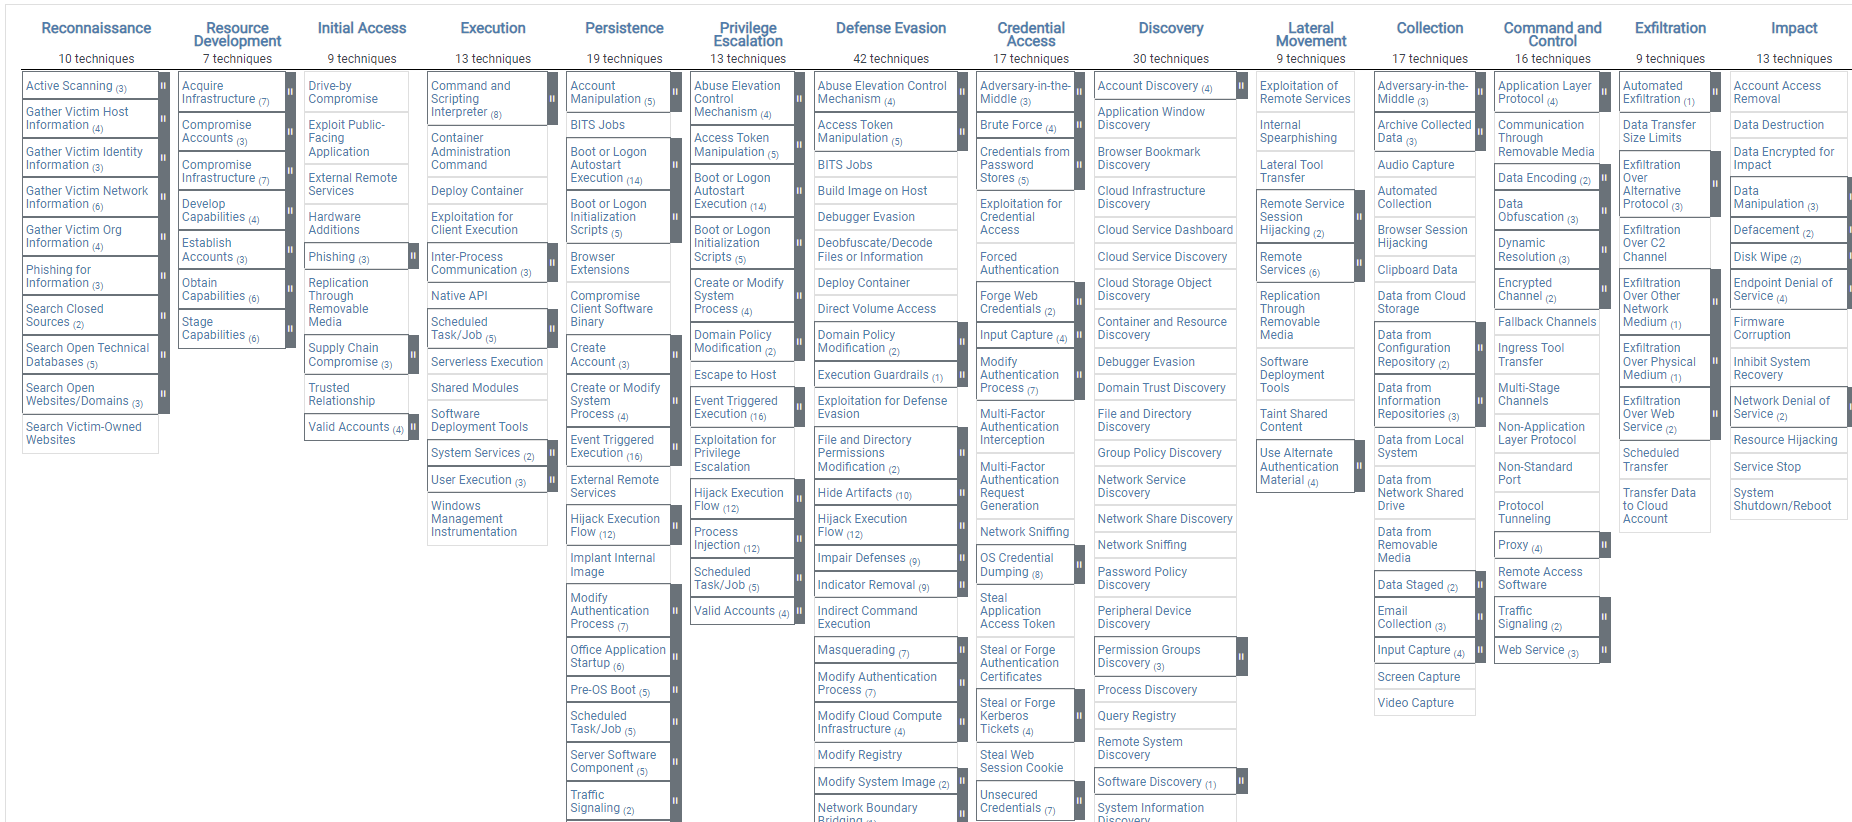 Reconnaissance
10 techniques
Active Scanning (3)
Gather Victim Host
Information (4)
Gather Victim Identity
Information (3)
Gather Victim Network
Information (6)
Gather Victim Org
Information (4)
Phishing for
Information (3)
Search Closed
Sources (2)
Search Open Technical
Databases (5)
Search Open
Websites/Domains (3)
Search Victim-Owned
Websites
Resource
Development
7 techniques
Acquire
Infrastructure (7)
Compromise
Accounts (3)
Compromise
Infrastructure (7)
Develop
Capabilities (4)
Establish
Accounts (3)
Obtain
Capabilities (6)
Stage
Capabilities (6)
Initial Access
9 techniques
Drive-by
Compromise
Exploit Public-
Facing
Application
External Remote
Services
Hardware
Additions
Phishing (3)
Replication
Through
Removable
Media
Supply Chain
Compromise (3)
Trusted
Relationship
Valid Accounts (4)
Execution
13 techniques
Command and
Scripting
Interpreter (8)
Container
Administration
Command
Deploy Container
Exploitation for
Client Execution
Inter-Process
Communication (3)
Native API
Scheduled
Task/Job (5)
Serverless Execution
Shared Modules
Software
Deployment Tools
System Services (2)
User Execution (3)
Windows
Management
Instrumentation
Persistence
19 techniques
Account
Manipulation (5)
BITS Jobs
Boot or Logon
Autostart
Execution (14)
Boot or Logon
Initialization
Scripts (5)
Browser
Extensions
Compromise
Client Software
Binary
Create
Account (3)
Create or Modify
System
Process (4)
Event Triggered
Execution (16)
External Remote
Services
Hijack Execution
Flow (12)
Implant Internal
Image
Modify
Authentication
Process (7)
Office Application
Startup (6)
Pre-OS Boot (5)
Scheduled
Task/Job (5)
Server Software
Component (5)
Traffic
Signaling (2)
Privilege
Escalation
13 techniques
Abuse Elevation
Control
Mechanism (4)
Access Token
Manipulation (5)
Boot or Logon
Autostart
Execution (14)
Boot or Logon
Initialization
Scripts (5)
Create or Modify
System
Process (4)
Domain Policy
Modification (2)
Escape to Host
Event Triggered
Execution (16)
Exploitation for
Privilege
Escalation
Hijack Execution
Flow (12)
Process
Injection (12)
Scheduled
Task/Job (5)
Valid Accounts (4)
Defense Evasion
42 techniques
Abuse Elevation Control
Mechanism (4)
Access Token
Manipulation (5)
BITS Jobs
Build Image on Host
Debugger Evasion
Deobfuscate/Decode
Files or Information
Deploy Container
Direct Volume Access
Domain Policy
Modification (2)
Execution Guardrails (1)
Exploitation for Defense
Evasion
File and Directory
Permissions
Modification (2)
Hide Artifacts (10)
Hijack Execution
Flow (12)
Impair Defenses (9)
Indicator Removal (9)
Indirect Command
Execution
Masquerading (7)
Modify Authentication
Process (7)
Modify Cloud Compute
Infrastructure (4)
Modify Registry
Modify System Image (2)
Network Boundary
Bridging
Credential
Access
17 techniques
Adversary-in-the-
Middle (3)
Brute Force (4)
Credentials from
Password
Stores (5)
Exploitation for
Credential
Access
Forced
Authentication
Forge Web
Credentials (2)
Input Capture (4)
Modify
Authentication
Process (7)
Multi-Factor
Authentication
Interception
Multi-Factor
Authentication
Request
Generation
Network Sniffing
OS Credential
Dumping (8)
Steal
Application
Access Token
Steal or Forge
Authentication
Certificates
Steal or Forge
Kerberos
Tickets (4)
Steal Web
Session Cookie
Unsecured
Credentials (7)
Discovery
30 techniques
Account Discovery (4)
Application Window
Discovery
Browser Bookmark
Discovery
Cloud Infrastructure
Discovery
Cloud Service Dashboard
Cloud Service Discovery
Cloud Storage Object
Discovery
Container and Resource
Discovery
Debugger Evasion
Domain Trust Discovery
File and Directory
Discovery
Group Policy Discovery
Network Service
Discovery
Network Share Discovery
Network Sniffing
Password Policy
Discovery
Peripheral Device
Discovery
Permission Groups
Discovery (3)
Process Discovery
Query Registry
Remote System
Discovery
Software Discovery (1)
System Information
Discovery
Lateral
Movement
9 techniques
Exploitation of
Remote Services
Internal
Spearphishing
Lateral Tool
Transfer
Remote Service
Session
Hijacking (2)
Remote
Services (6)
Replication
Through
Removable
Media
Software
Deployment
Tools
Taint Shared
Content
Use Alternate
Authentication
Material (4)
Collection
17 techniques
Adversary-in-the-
Middle (3)
Archive Collected
Data (3)
Audio Capture
Automated
Collection
Browser Session
Hijacking
Clipboard Data
Data from Cloud
Storage
Data from
Configuration
Repository (2)
Data from
Information
Repositories (3)
Data from Local
System
Data from
Network Shared
Drive
Data from
Removable
Media
Data Staged (2)
Email
Collection (3)
Input Capture (4)
Screen Capture
Video Capture
Command and
Control
16 techniques
Application Layer
Protocol (4)
Communication
Through
Removable Media
Data Encoding (2)
Data
Obfuscation (3)
Dynamic
Resolution (3)
Encrypted
Channel (2)
Fallback Channels
Ingress Tool
Transfer
Multi-Stage
Channels
Non-Application
Layer Protocol
Non-Standard
Port
Protocol
Tunneling
Proxy (4)
Remote Access
Software
Traffic
Signaling (2)
Web Service (3)
Exfiltration
9 techniques
Automated
Exfiltration (1)
Data Transfer
Size Limits
Exfiltration
Over
Alternative
Protocol (3)
Exfiltration
Over C2
Channel
Exfiltration
Over Other
Network
Medium (1)
Exfiltration
Over Physical
Medium (1)
Exfiltration
Over Web
Service (2)
Scheduled
Transfer
Transfer Data
to Cloud
Account
Impact
13 techniques
Account Access
Removal
Data Destruction
Data Encrypted for
Impact
Data
Manipulation (3)
Defacement (2)
Disk Wipe (2)
Endpoint Denial of
Service (4)
Firmware
Corruption
Inhibit System
Recovery
Network Denial of
Service (2)
Resource Hijacking
Service Stop
System
Shutdown/Reboot